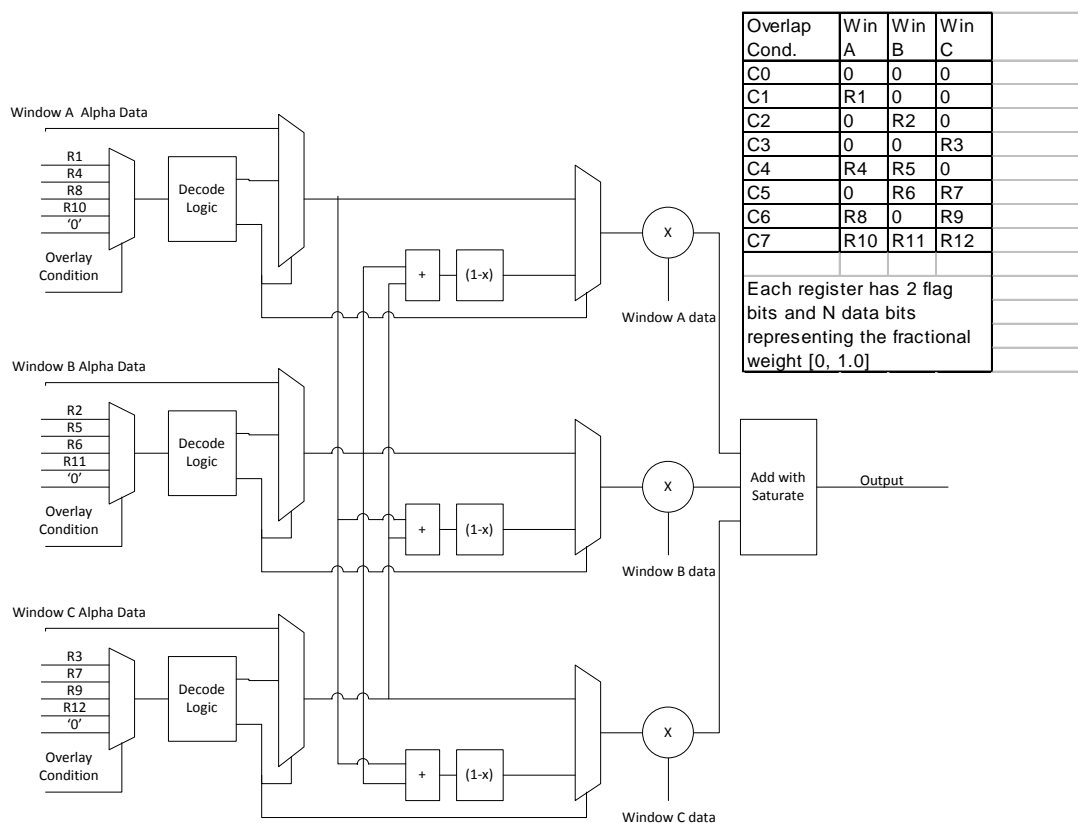 Overlap Win Win Win
Cond. A B C
C0 0 0 0
C1 R1 0 0
C2 0 R2 0
C3 0 0 R3
C4 R4 R5 0
C5 0 R6 R7
C6 R8 0 R9
C7 R10 R11 R12
Each register has 2 flag
bits and N data bits
representing the fractional
weight [0, 1.0]
Window A Alpha Data
R1
R4
R8
R10
‘0’
Overlay
Condition
Decode
Logic
+
(1-x)
X
Window A data
Window B Alpha Data
R2
R5
R6
R11
‘0’
Overlay
Condition
Decode
Logic
+
(1-x)
X
Window B data
Add with
Saturate
Output
Window C Alpha Data
R3
R7
R9
R12
‘0’
Overlay
Condition
Decode
Logic
+
(1-x)
X
Window C data